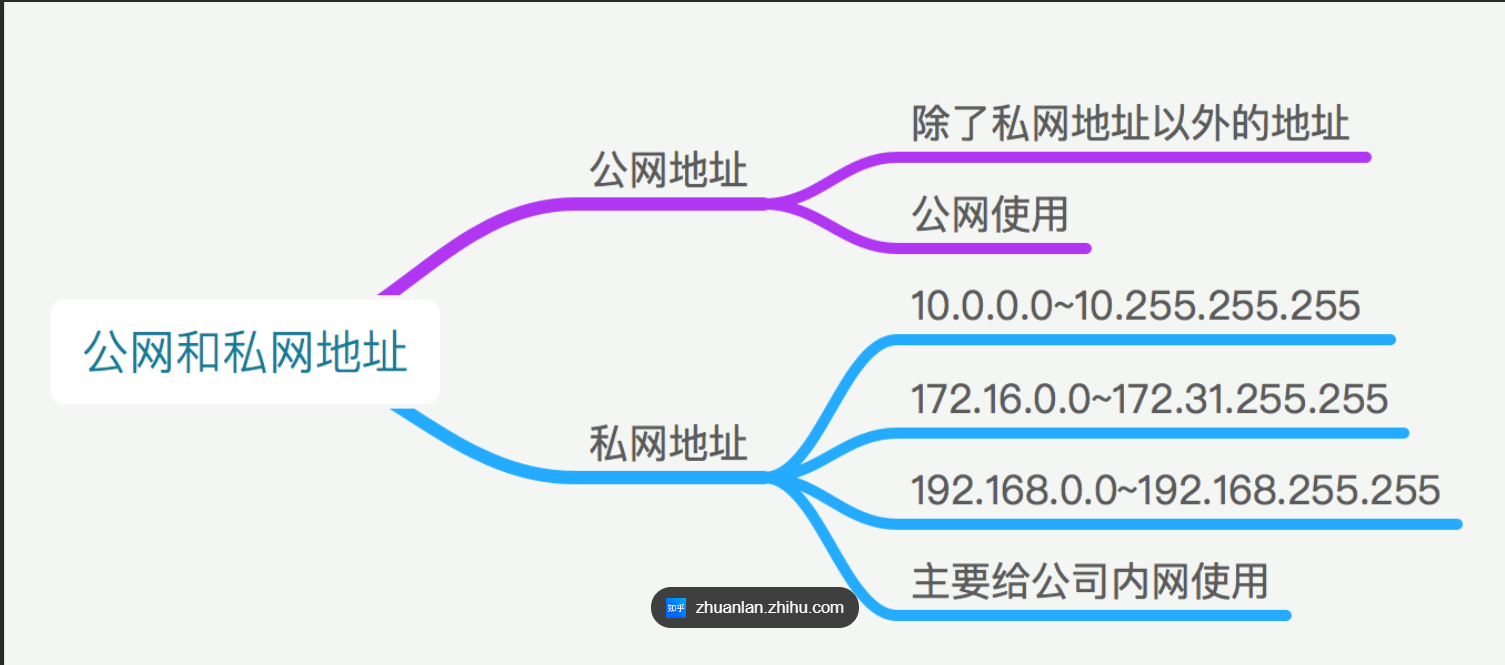 公网和私网地址
公网地址
除了私网地址以外的地址
公网使用
私网地址
10.0.0.0~10.255.255.255
172.16.0.0~172.31.255.255
192.168.0.0~192.168.255.255
主要给公司内网使用
知乎 zhuanlan.zhihu.com